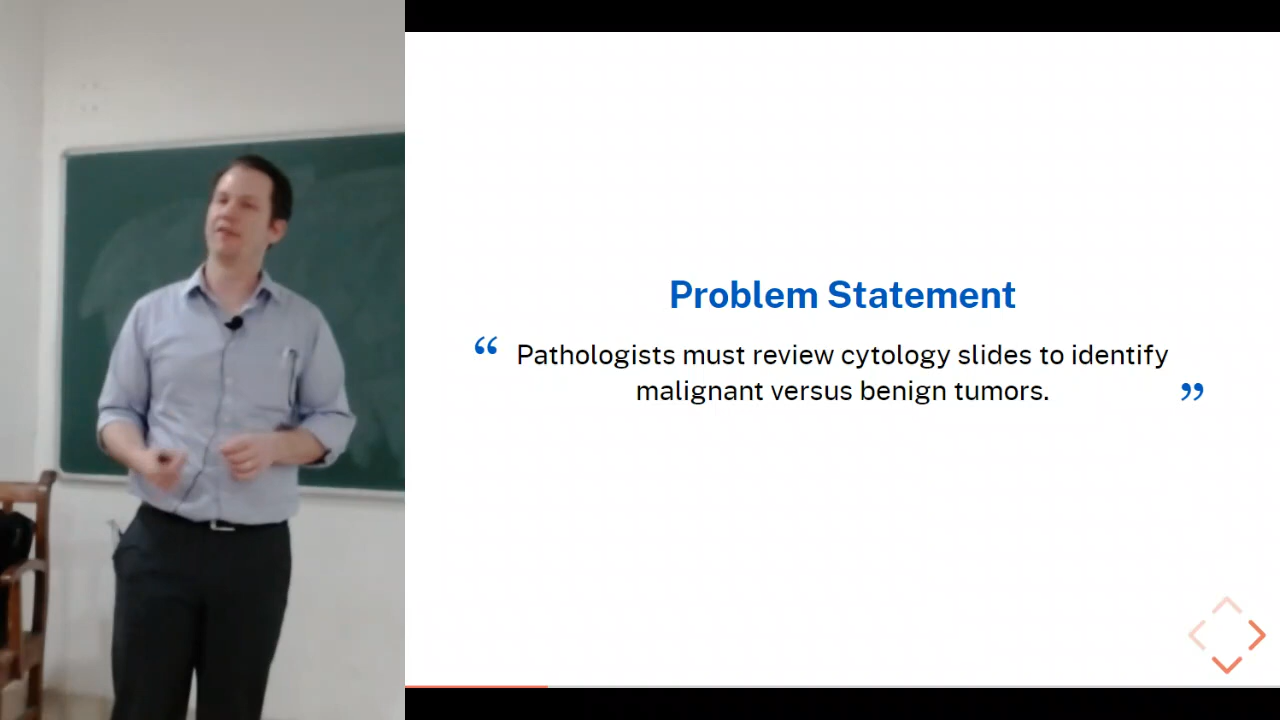 Problem Statement
“ Pathologists must review cytology slides to identify
malignant versus benign tumors. ”